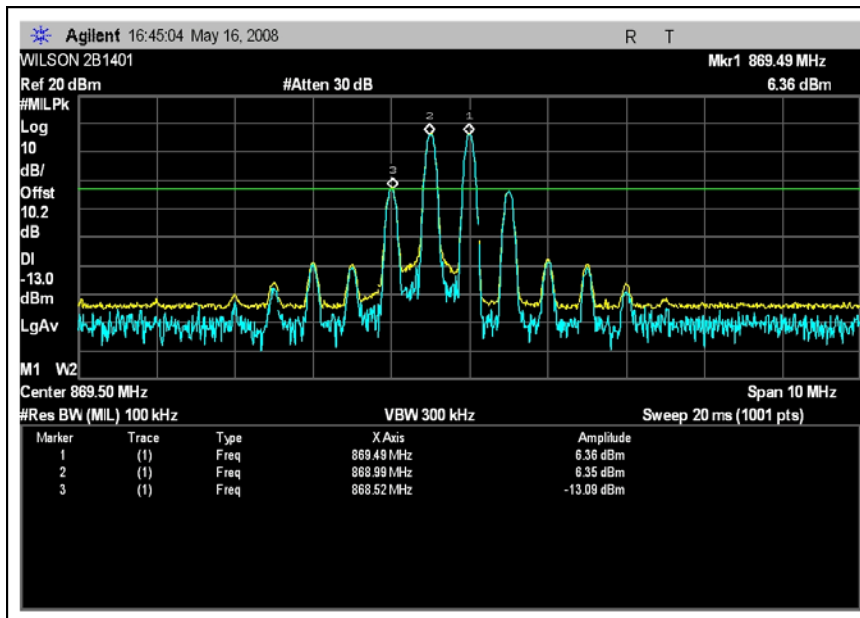 Agilent 16:45:04 May 16, 2008 R T
WILSON 2B1401 Mkr1 869.49 MHz
Ref 20 dBm #Atten 30 dB 6.36 dBm
#MILPk
Log
10
dB/
Offst
10.2
dB
DI
-13.0
dBm
LgAv
M1 W2
2 1
3
Center 869.50 MHz Span 10 MHz
#Res BW (MIL) 100 kHz VBW 300 kHz Sweep 20 ms (1001 pts)
Marker Trace Type X Axis Amplitude
1 (1) Freq 869.49 MHz 6.36 dBm
2 (1) Freq 868.99 MHz 6.35 dBm
3 (1) Freq 868.52 MHz -13.09 dBm